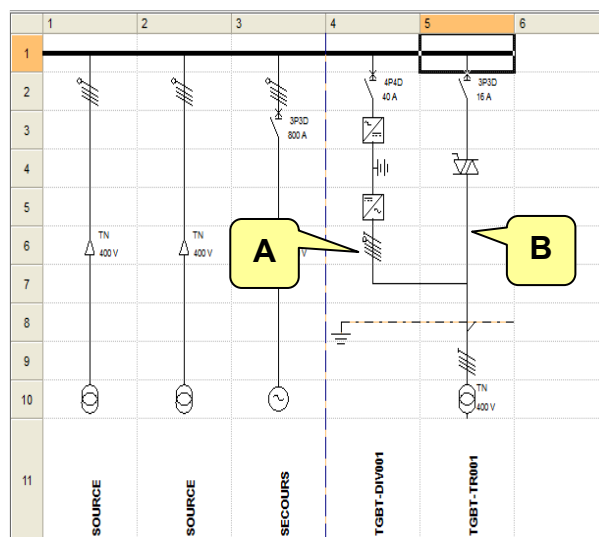 1 2 3 4 5 6
1
2
4P4D
40 A
3P3D
16 A
3
3P3D
800 A
4
5
6
TN
400 V
TN
400 V
V
A
B
7
8
9
10
TN
400 V
11
SOURCE
SOURCE
SECOURS
TGBT-DIV001
TGBT-TR001